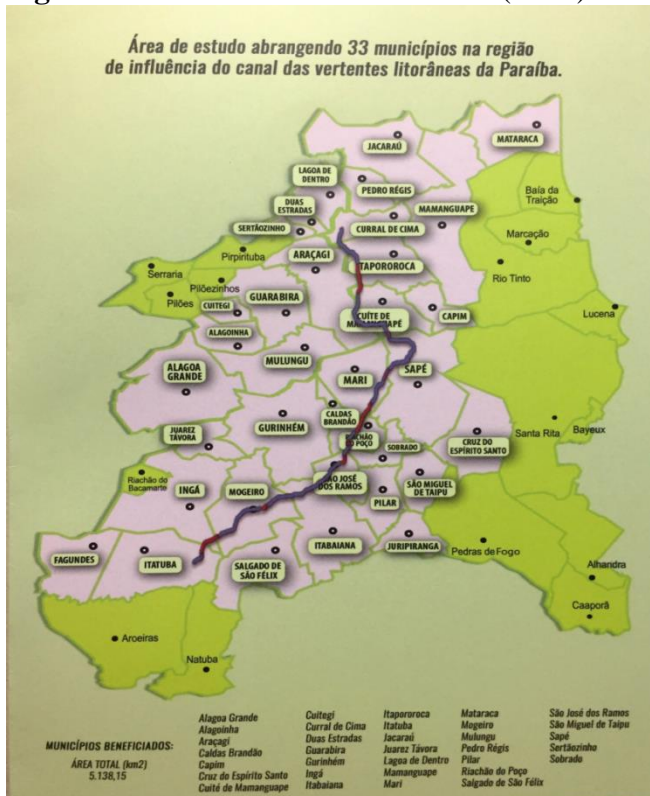 Área de estudo abrangendo 33 municípios na região
de influência do canal das vertentes litorâneas da Paraíba.
MATARACA
JACARAÚ
LAGOA DE
DENTRO
PEDRO RÉGIS
Baía da
Traição
DUAS
ESTRADAS
MAMANGUAPE
SERTÃOZINHO
CURRAL DE CIMA
Marcação
Pirpirituba
ARAÇAGI
ITAPOROROCA
Rio Tinto
Serraria
Pilõezinhos
Pilões
CUITEGI
GUARABIRA
CUÍTE DE
MAMANGUAPÉ
CAPIM
Lucena
ALAGOINHA
MULUNGU
ALAGOA
GRANDE
MARI
SAPÉ
CALDAS
BRANDÃO
GURINHÉM
JUAREZ
TÁVORA
POÇO
SOBRADO
CRUZ DO
ESPÍRITO SANTO
Santa Rita
Bayeux
Riachão do
Bacamarte
INGÁ
MOGEIRO
SÃO JOSÉ
DOS RAMOS
SÃO MIGUEL
DE TAIPU
PILAR
FAGUNDES
ITATUBA
SALGADO DE
SÃO FÉLIX
ITABAIANA
JURIPIRANGA
Pedras de Fogo
Alhandra
Caaporã
Aroeiras
Natuba
MUNICÍPIOS BENEFICIADOS:
ÁREA TOTAL (km2)
5.138,15
Alagoa Grande
Alagoinha
Araçagi
Caldas Brandão
Capim
Cruz do Espírito Santo
Cuité de Mamanguape
Cuitegi
Curral de Cima
Duas Estradas
Guarabira
Gurinhém
Ingá
Itabaiana
Itapororoca
Itatuba
Jacaraú
Juarez Távora
Lagoa de Dentro
Mamanguape
Mari
Mataraca
Mogeiro
Mulungu
Pedro Régis
Pilar
Riachão do Poço
Salgado de São Félix
São José dos Ramos
São Miguel de Taipu
Sapé
Sertãozinho
Sobrado